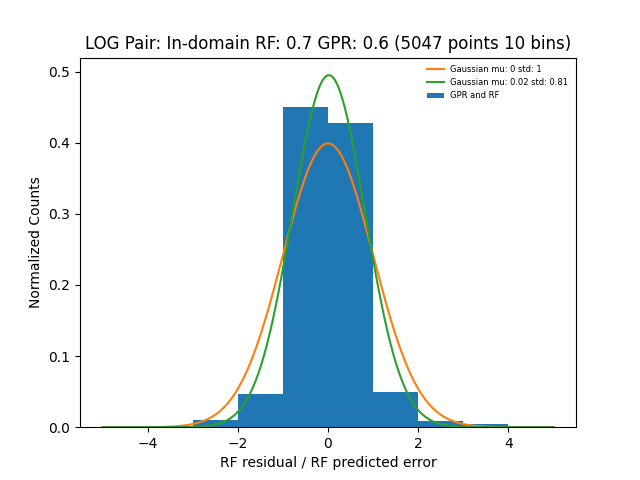 LOG Pair: In-domain RF: 0.7 GPR: 0.6 (5047 points 10 bins)
Gaussian mu: 0 std: 1
Gaussian mu: 0.02 std: 0.81
GPR and RF
Normalized Counts
0.5
0.4
0.3
0.2
0.1
0.0
−4 −2 0 2 4
RF residual / RF predicted error